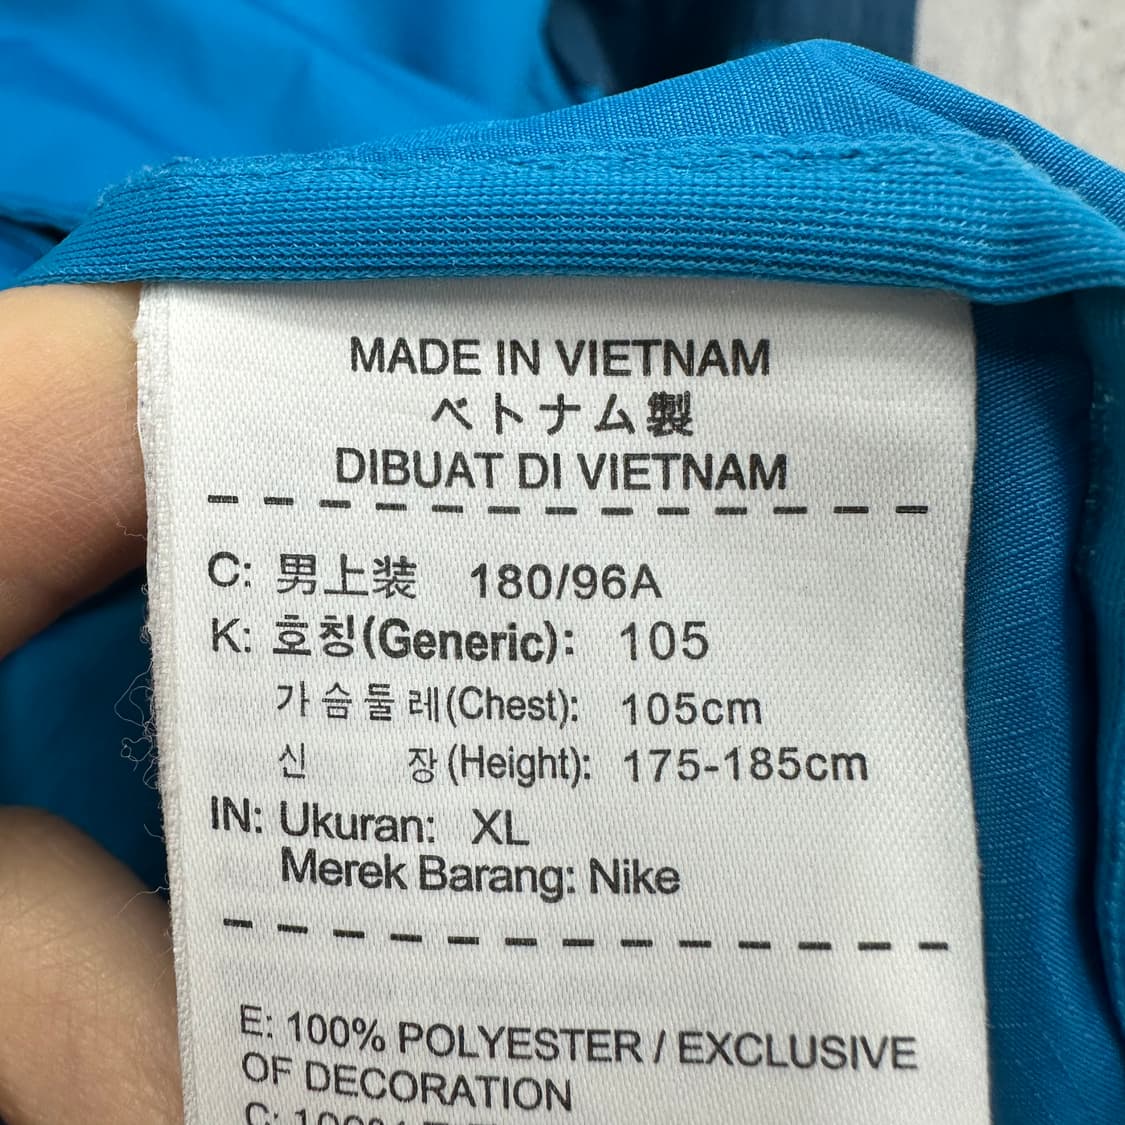 MADE IN VIETNAM
ベトナム製
DIBUAT DI VIETNAM
C: 男上装 180/96A
K: 호칭(Generic): 105
가슴둘레(Chest): 105cm
신 장(Height): 175-185cm
IN: Ukuran: XL
Merek Barang: Nike
E: 100% POLYESTER / EXCLUSIVE
OF DECORATION
C: 100%